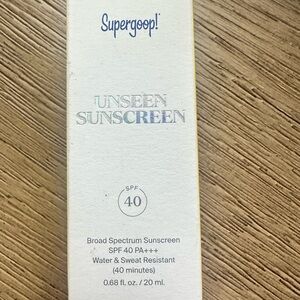 Supergoop!
UNSEEN
SUNSCREEN
SPF
40
Broad Spectrum Sunscreen
SPF 40 PA+++
Water & Sweat Resistant
(40 minutes)
0.68 fl. oz. / 20 ml.